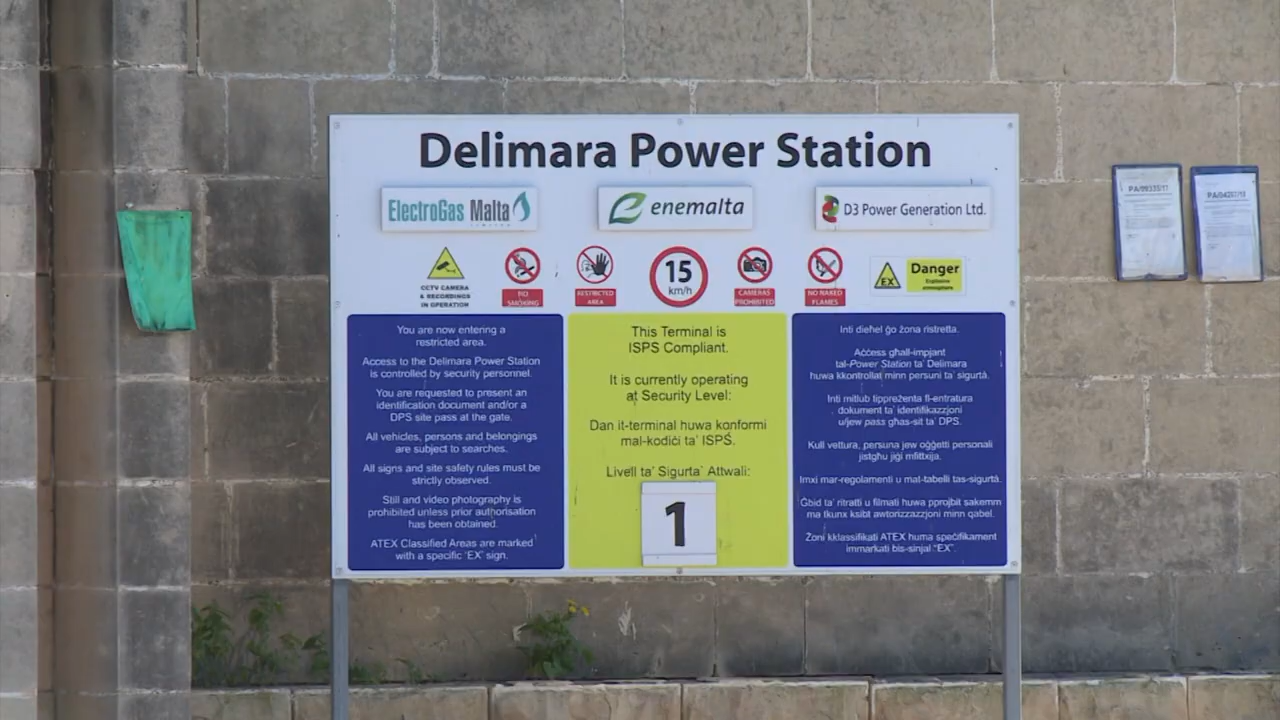 Delimara Power Station
ElectroGas Malta
LIMITED
enemalta
D3 Power Generation Ltd.
CCTV CAMERA
& RECORDINGS
IN OPERATION
NO
SMOKING
RESTRICTED
AREA
15
km/h
CAMERAS
PROHIBITED
NO NAKED
FLAMES
EX
Danger
Explosive
atmosphere
You are now entering a
restricted area.
Access to the Delimara Power Station
is controlled by security personnel.
You are requested to present an
identification document and/or a
DPS site pass at the gate.
All vehicles, persons and belongings
are subject to searches.
All signs and site safety rules must be
strictly observed.
Still and video photography is
prohibited unless prior authorisation
has been obtained.
ATEX Classified Areas are marked
with a specific 'EX' sign.
This Terminal is
ISPS Compliant.
It is currently operating
at Security Level:
Dan it-terminal huwa konformi
mal-kodiċi ta' ISPS.
Livell ta' Sigurta` Attwali:
1
Inti dieħel ġo żona ristretta.
Aċċess għall-impjant
tal-Power Station ta' Delimara
huwa kkontrollat minn persuni ta' sigurtà.
Inti mitlub tippreżenta fl-entratura
dokument ta' identifikazzjoni
u/jew pass għas-sit ta' DPS.
Kull vettura, persuna jew oġġetti personali
jistgħu jiġi mfittxija.
Imxi mar-regolamenti u mat-tabelli tas-sigurtà.
Ġbid ta' ritratti u filmati huwa pprojbit sakemm
ma tkunx ksibt awtorizzazzjoni minn qabel.
Żoni kklassifikati ATEX huma speċifikament
immarkati bis-sinjal "EX".